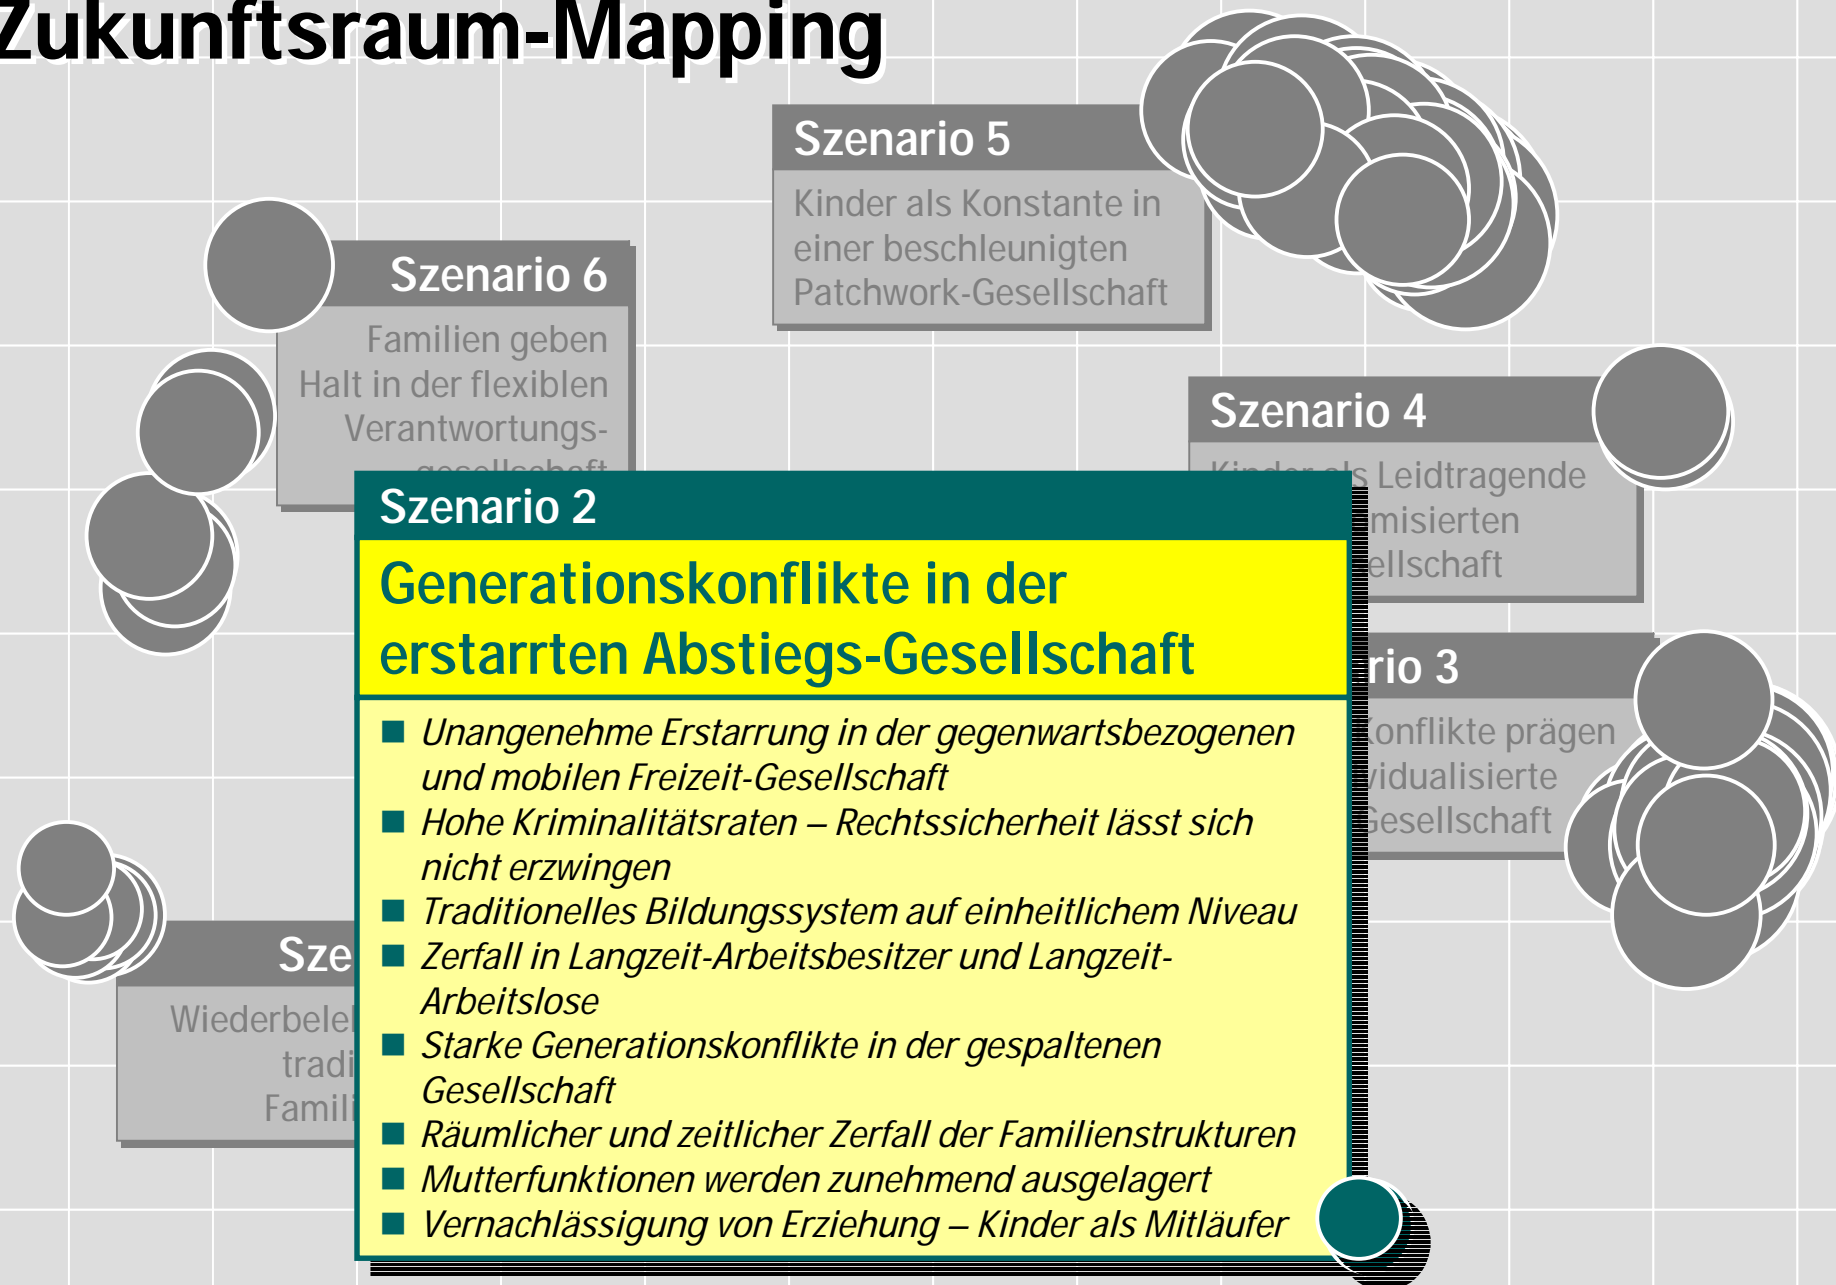 Zukunftsraum-Mapping
Szenario 5
Kinder als Konstante in
einer beschleunigten
Patchwork-Gesellschaft
Szenario 6
Familien geben
Halt in der flexiblen
Verantwortungs-
gesellschaft
Szenario 4
Kinder als Leidtragende
misierten
ellschaft
Szenario 2
Generationskonflikte in der
erstarrten Abstiegs-Gesellschaft
■ Unangenehme Erstarrung in der gegenwartsbezogenen
und mobilen Freizeit-Gesellschaft
■ Hohe Kriminalitätsraten – Rechtssicherheit lässt sich
nicht erzwingen
■ Traditionelles Bildungssystem auf einheitlichem Niveau
■ Zerfall in Langzeit-Arbeitsbesitzer und Langzeit-
Arbeitslose
■ Starke Generationskonflikte in der gespaltenen
Gesellschaft
■ Räumlicher und zeitlicher Zerfall der Familienstrukturen
■ Mutterfunktionen werden zunehmend ausgelagert
■ Vernachlässigung von Erziehung – Kinder als Mitläufer
rio 3
Konflikte prägen
vidualisierte
Gesellschaft
Sze
Wiederbele
tradi
Famili